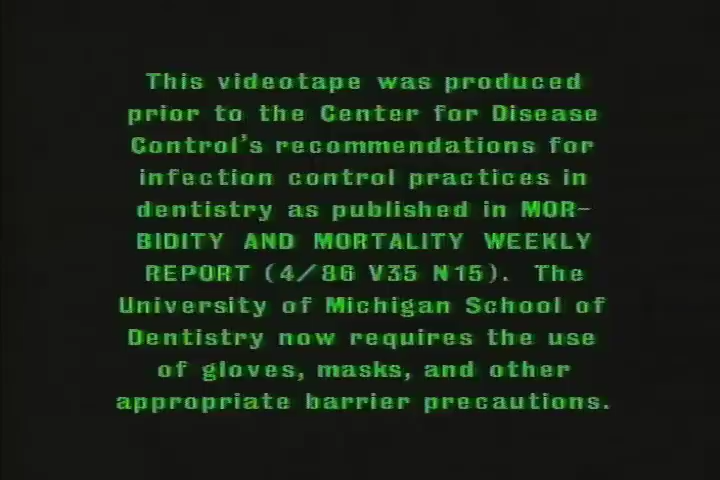 This videotape was produced
prior to the Center for Disease
Control's recommendations for
infection control practices in
dentistry as published in MOR-
BIDITY AND MORTALITY WEEKLY
REPORT (4/86 V35 N15). The
University of Michigan School of
Dentistry now requires the use
of gloves, masks, and other
appropriate barrier precautions.